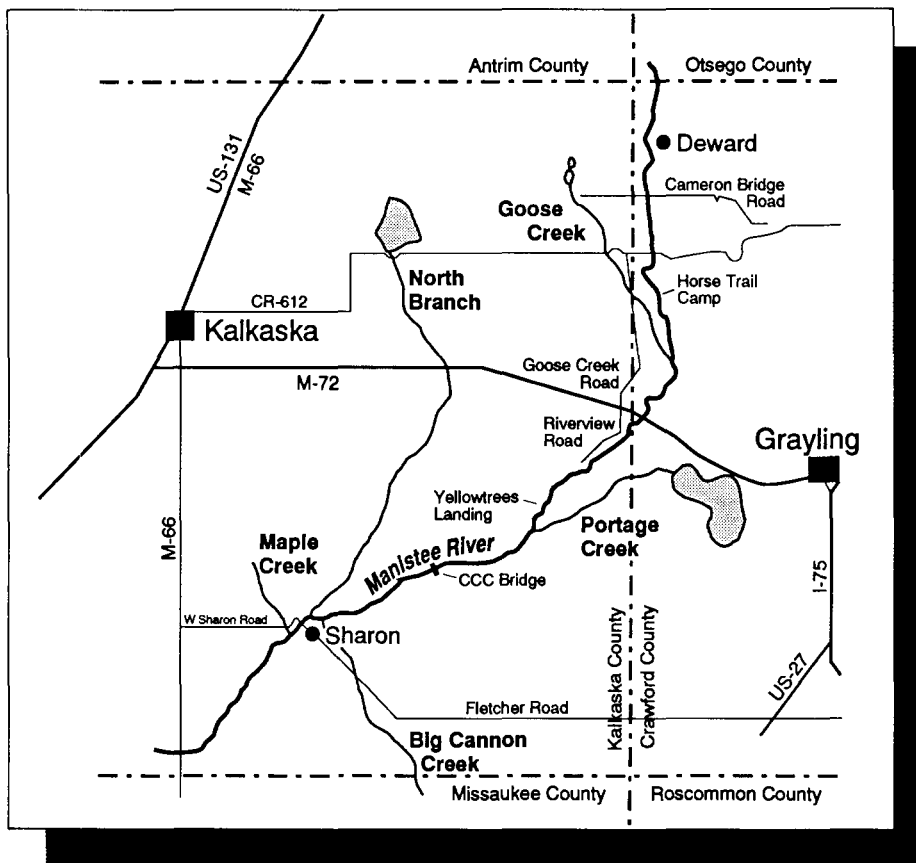 Antrim County
Otsego County
US-131
M-66
Deward
Cameron Bridge
Road
Goose
Creek
North
Branch
Horse Trail
Camp
CR-612
Kalkaska
Goose Creek
Road
M-72
Riverview
Road
Grayling
Yellowtrees
Landing
Portage
Creek
M-66
Maple
Creek
Manistee River
CCC Bridge
I-75
W Sharon Road
Sharon
Kalkaska County
Crawford County
US-27
Fletcher Road
Big Cannon
Creek
Missaukee County
Roscommon County